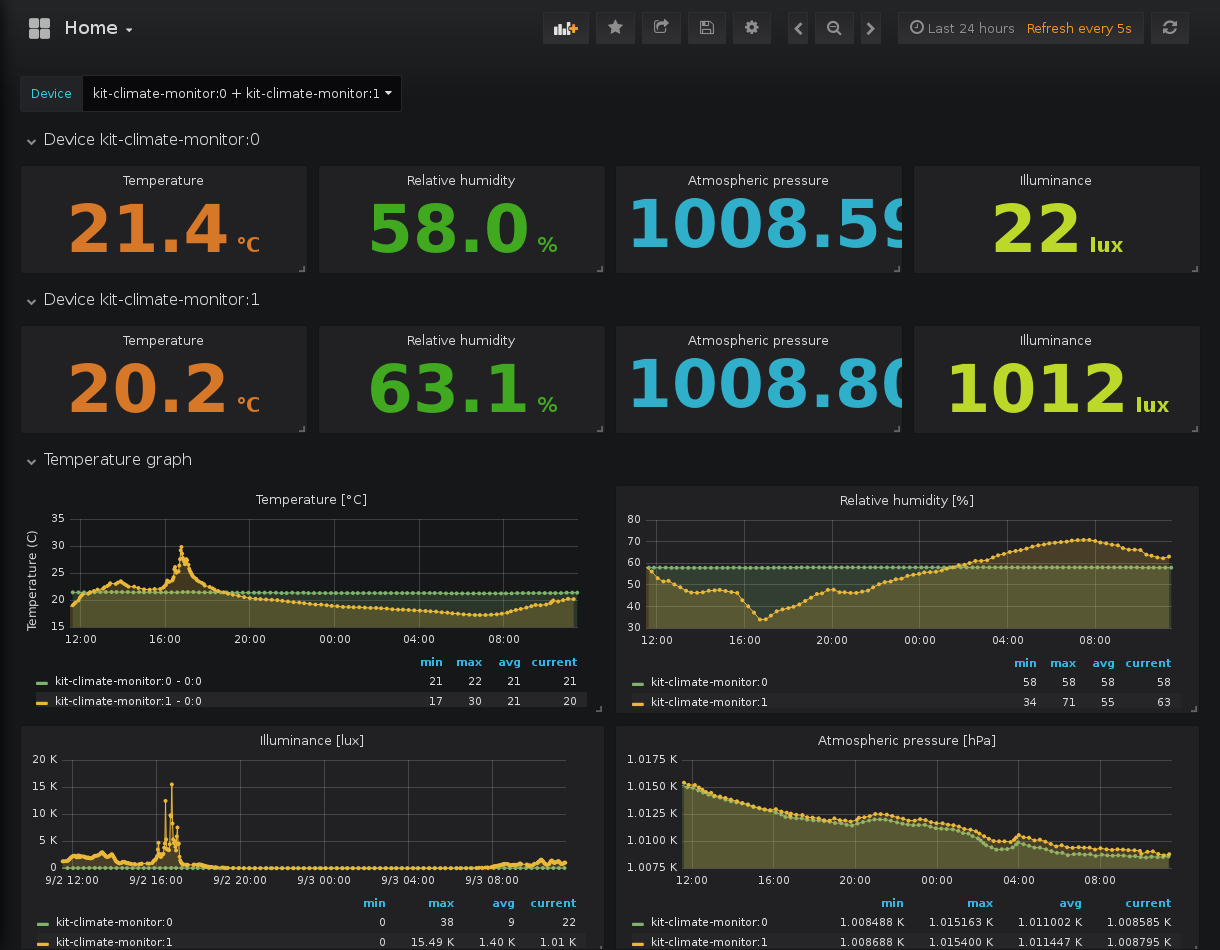 Home
Last 24 hours Refresh every 5s
Device kit-climate-monitor:0 + kit-climate-monitor:1
Device kit-climate-monitor:0
Temperature Relative humidity Atmospheric pressure Illuminance
21.4 °C 58.0 % 1008.59 22 lux
Device kit-climate-monitor:1
Temperature Relative humidity Atmospheric pressure Illuminance
20.2 °C 63.1 % 1008.80 1012 lux
Temperature graph
Temperature [°C]
Temperature (C)
35
30
25
20
15
12:00 16:00 20:00 00:00 04:00 08:00
min max avg current
kit-climate-monitor:0 - 0:0 21 22 21 21
kit-climate-monitor:1 - 0:0 17 30 21 20
Relative humidity [%]
80
70
60
50
40
30
12:00 16:00 20:00 00:00 04:00 08:00
min max avg current
kit-climate-monitor:0 58 58 58 58
kit-climate-monitor:1 34 71 55 63
Illuminance [lux]
20 K
15 K
10 K
5 K
0
9/2 12:00 9/2 16:00 9/2 20:00 9/3 00:00 9/3 04:00 9/3 08:00
min max avg current
kit-climate-monitor:0 0 38 9 22
kit-climate-monitor:1 0 15.49 K 1.40 K 1.01 K
Atmospheric pressure [hPa]
1.0175 K
1.0150 K
1.0125 K
1.0100 K
1.0075 K
12:00 16:00 20:00 00:00 04:00 08:00
min max avg current
kit-climate-monitor:0 1.008488 K 1.015163 K 1.011002 K 1.008585 K
kit-climate-monitor:1 1.008688 K 1.015400 K 1.011447 K 1.008795 K